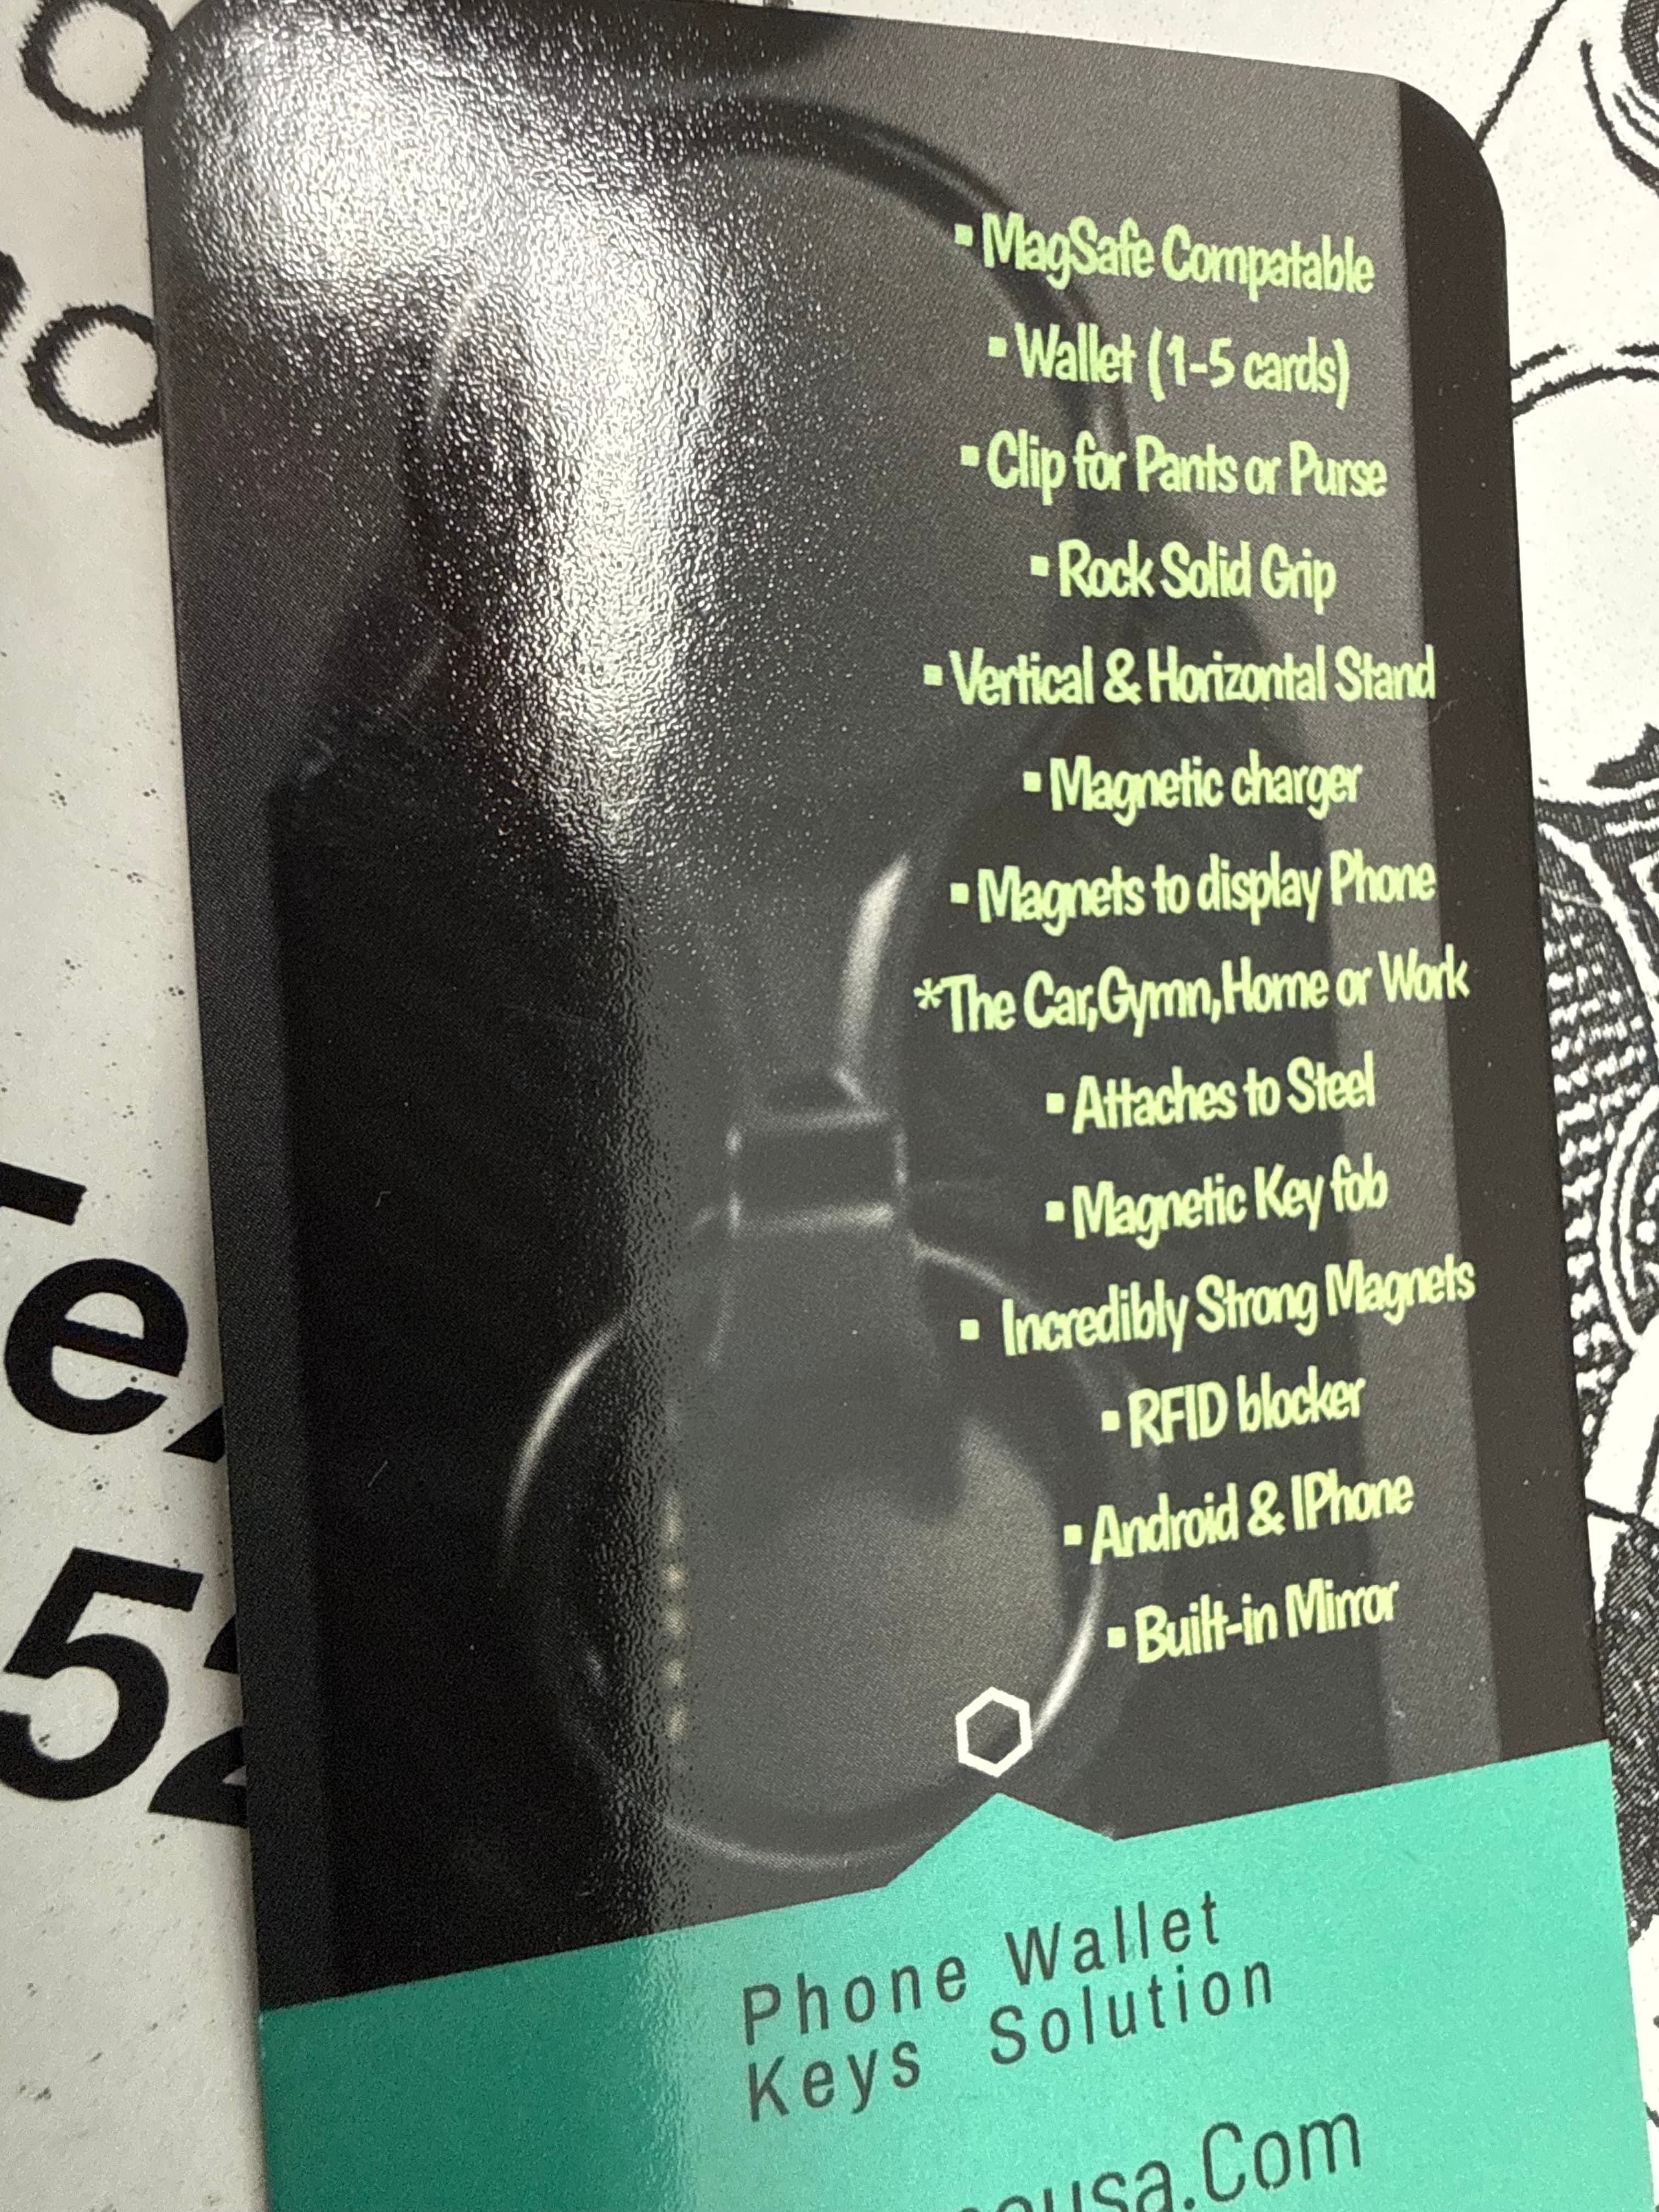 ▪ MagSafe Compatable
▪ Wallet (1-5 cards)
▪ Clip for Pants or Purse
▪ Rock Solid Grip
▪ Vertical & Horizontal Stand
▪ Magnetic charger
▪ Magnets to display Phone
*The Car,Gymn,Home or Work
▪ Attaches to Steel
▪ Magnetic Key fob
▪ Incredibly Strong Magnets
▪ RFID blocker
▪ Android & IPhone
▪ Built-in Mirror
Phone Wallet
Keys Solution